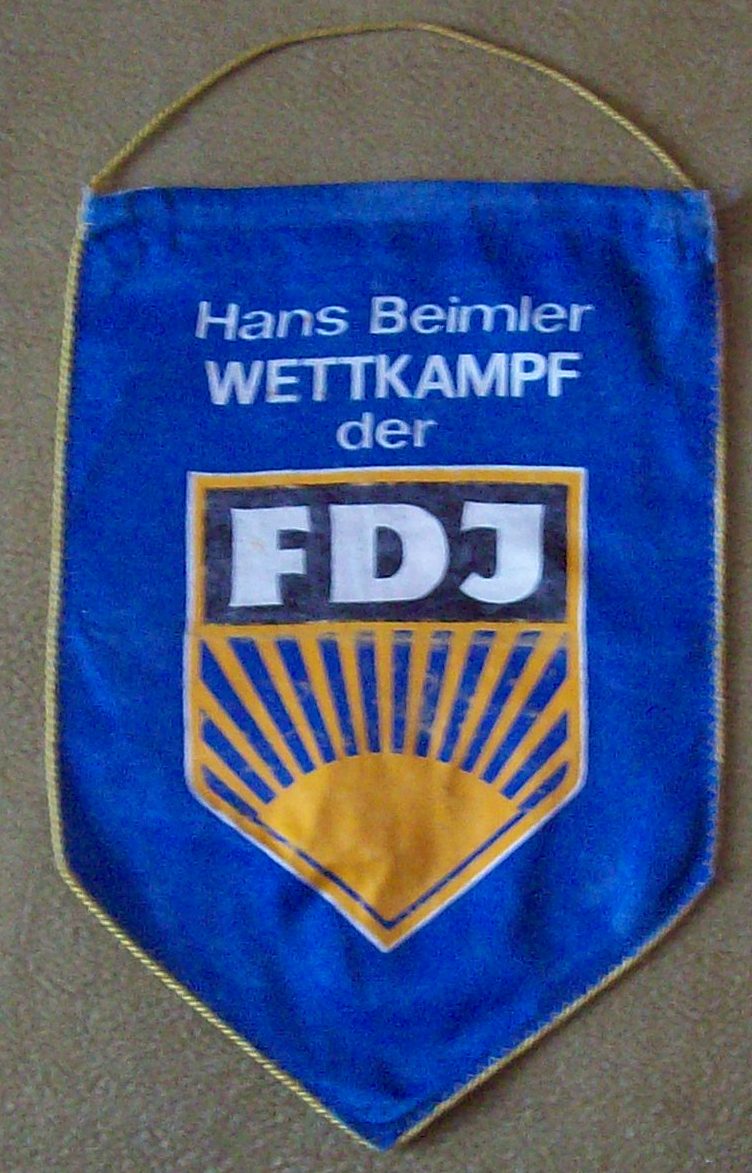 Hans Beimler
WETTKAMPF
der
FDJ